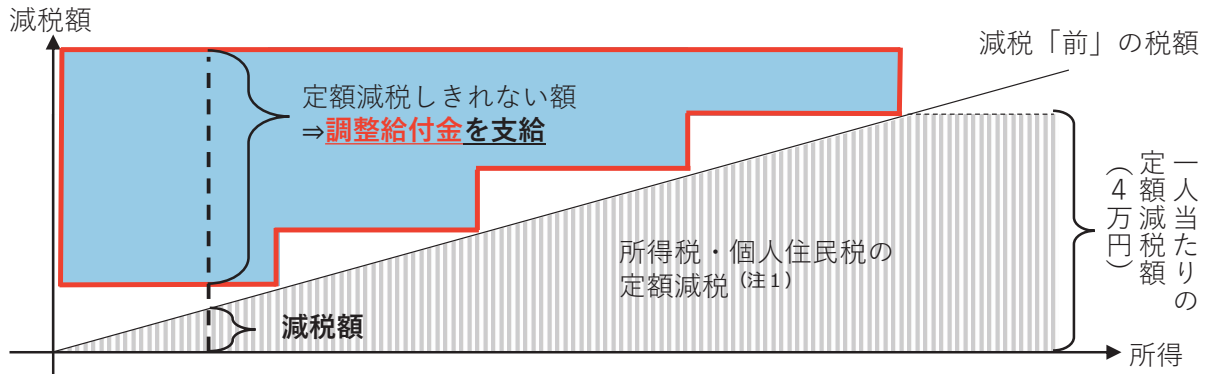 減税額
減税「前」の税額
定額減税しきれない額
⇒調整給付金を支給
一人当たりの
定額減税額
（４万円）
所得税・個人住民税の
定額減税（注１）
減税額
所得